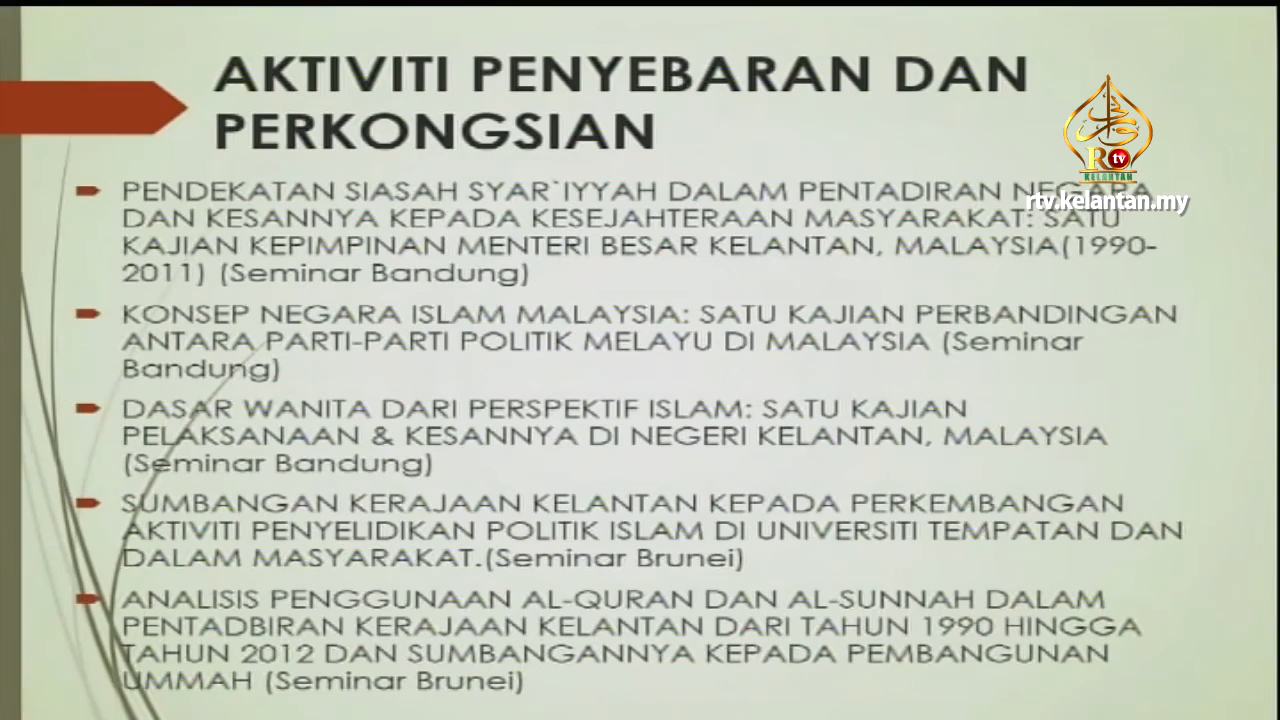 AKTIVITI PENYEBARAN DAN
PERKONGSIAN
R tv
KELANTAN
rtv.kelantan.my
PENDEKATAN SIASAH SYAR`IYYAH DALAM PENTADIRAN NEGARA
DAN KESANNYA KEPADA KESEJAHTERAAN MASYARAKAT: SATU
KAJIAN KEPIMPINAN MENTERI BESAR KELANTAN, MALAYSIA(1990-
2011) (Seminar Bandung)
KONSEP NEGARA ISLAM MALAYSIA: SATU KAJIAN PERBANDINGAN
ANTARA PARTI-PARTI POLITIK MELAYU DI MALAYSIA (Seminar
Bandung)
DASAR WANITA DARI PERSPEKTIF ISLAM: SATU KAJIAN
PELAKSANAAN & KESANNYA DI NEGERI KELANTAN, MALAYSIA
(Seminar Bandung)
SUMBANGAN KERAJAAN KELANTAN KEPADA PERKEMBANGAN
AKTIVITI PENYELIDIKAN POLITIK ISLAM DI UNIVERSITI TEMPATAN DAN
DALAM MASYARAKAT.(Seminar Brunei)
ANALISIS PENGGUNAAN AL-QURAN DAN AL-SUNNAH DALAM
PENTADBIRAN KERAJAAN KELANTAN DARI TAHUN 1990 HINGGA
TAHUN 2012 DAN SUMBANGANNYA KEPADA PEMBANGUNAN
UMMAH (Seminar Brunei)